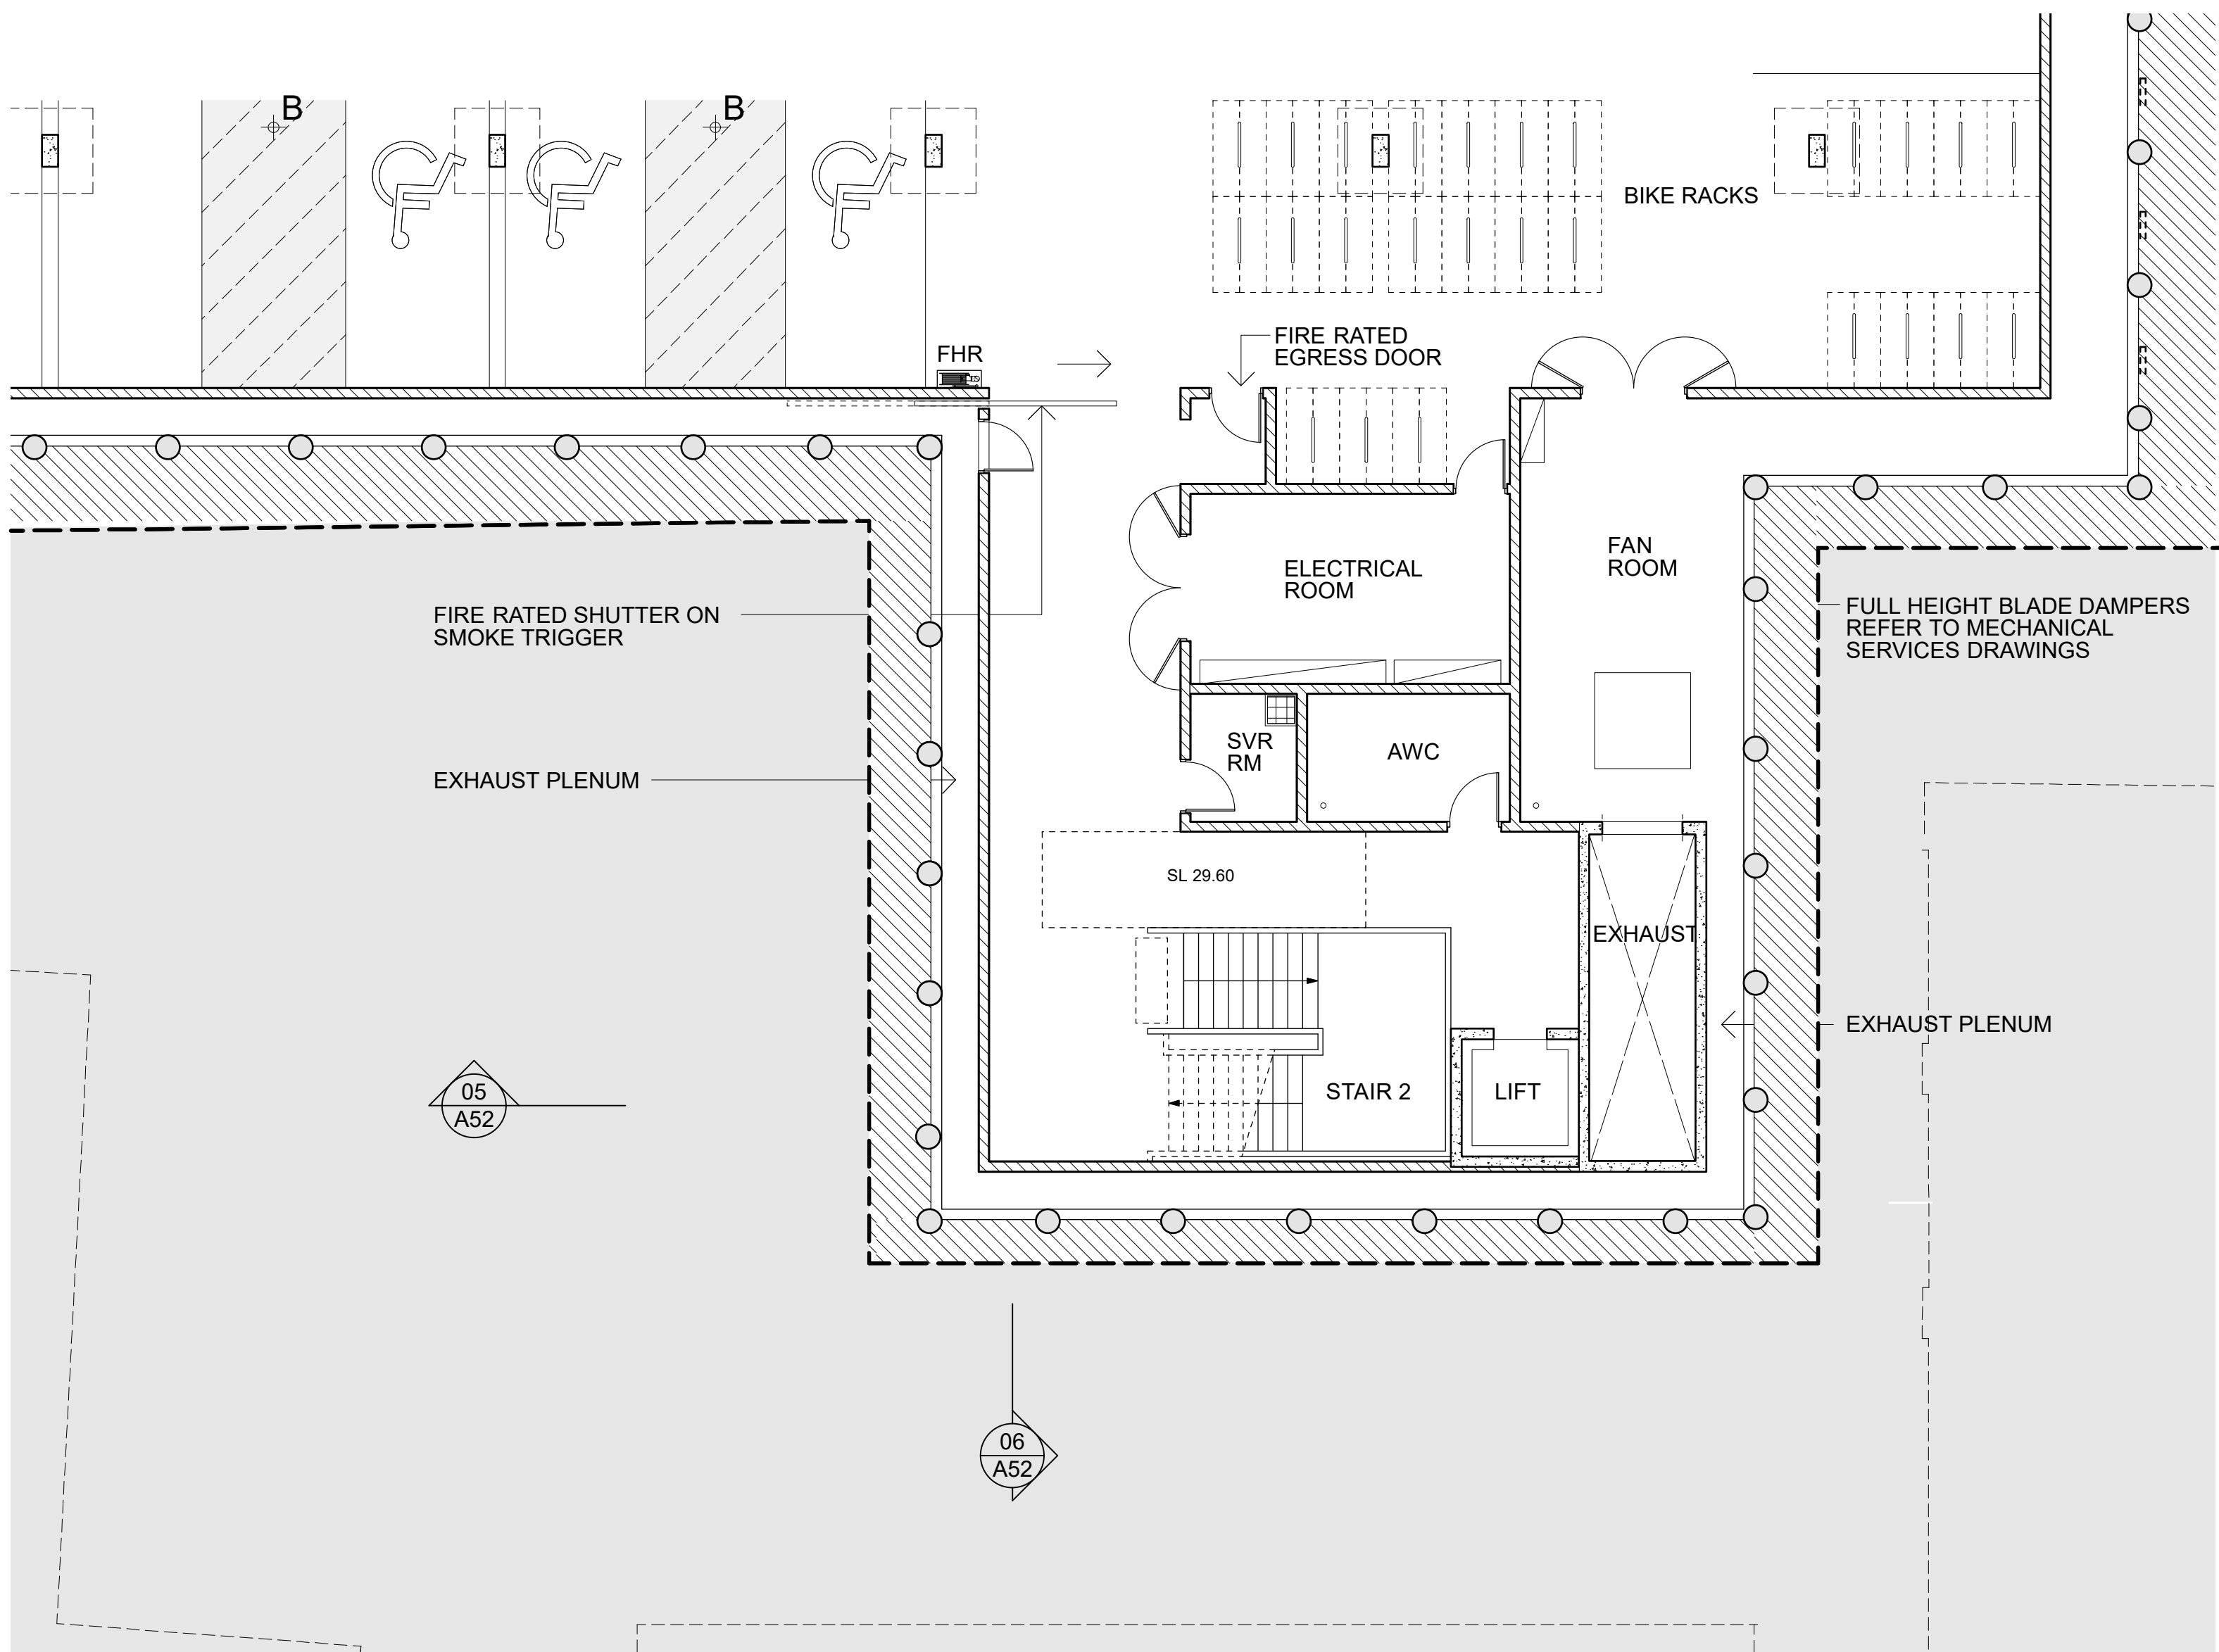 B
B
BIKE RACKS
FIRE RATED
EGRESS DOOR
FHR
FAN
ROOM
ELECTRICAL
ROOM
FIRE RATED SHUTTER ON
SMOKE TRIGGER
FULL HEIGHT BLADE DAMPERS
REFER TO MECHANICAL
SERVICES DRAWINGS
SVR
RM
AWC
EXHAUST PLENUM
SL 29.60
EXHAUST
EXHAUST PLENUM
STAIR 2
LIFT
05
A52
06
A52